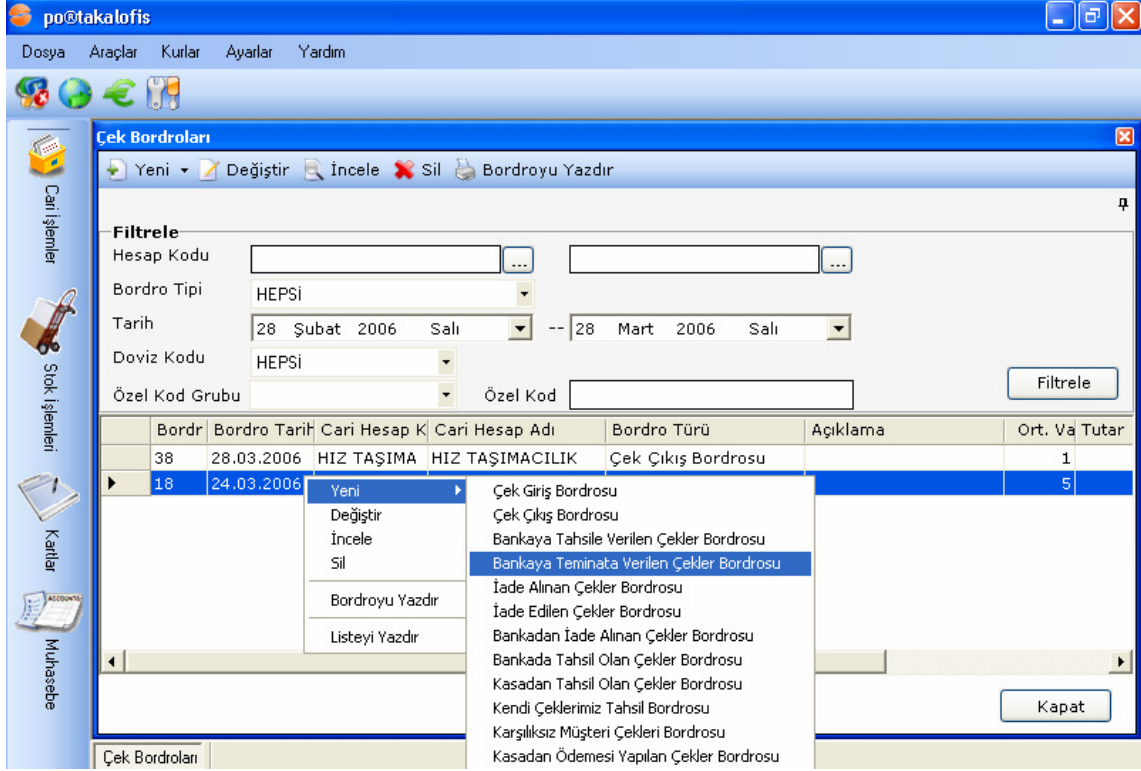 po®takalofis
Dosya Araçlar Kurlar Ayarlar Yardım
Çek Bordroları
Yeni Değiştir İncele Sil Bordroyu Yazdır
Cari İşlemler
Stok İşlemleri
Kartlar
ACCOUNTS
Muhasebe
Filtrele
Hesap Kodu ... ...
Bordro Tipi HEPSİ
Tarih 28 Şubat 2006 Salı -- 28 Mart 2006 Salı
Doviz Kodu HEPSİ
Özel Kod Grubu Özel Kod Filtrele
Bordr Bordro Tarih Cari Hesap K Cari Hesap Adı Bordro Türü Açıklama Ort. Va Tutar
38 28.03.2006 HIZ TAŞIMA HIZ TAŞIMACILIK Çek Çıkış Bordrosu 1
18 24.03.2006 5
Yeni
Değiştir
İncele
Sil
Bordroyu Yazdır
Listeyi Yazdır
Çek Giriş Bordrosu
Çek Çıkış Bordrosu
Bankaya Tahsile Verilen Çekler Bordrosu
Bankaya Teminata Verilen Çekler Bordrosu
İade Alınan Çekler Bordrosu
İade Edilen Çekler Bordrosu
Bankadan İade Alınan Çekler Bordrosu
Bankada Tahsil Olan Çekler Bordrosu
Kasadan Tahsil Olan Çekler Bordrosu
Kendi Çeklerimiz Tahsil Bordrosu
Karşılıksız Müşteri Çekleri Bordrosu
Kasadan Ödemesi Yapılan Çekler Bordrosu
Kapat
Çek Bordroları